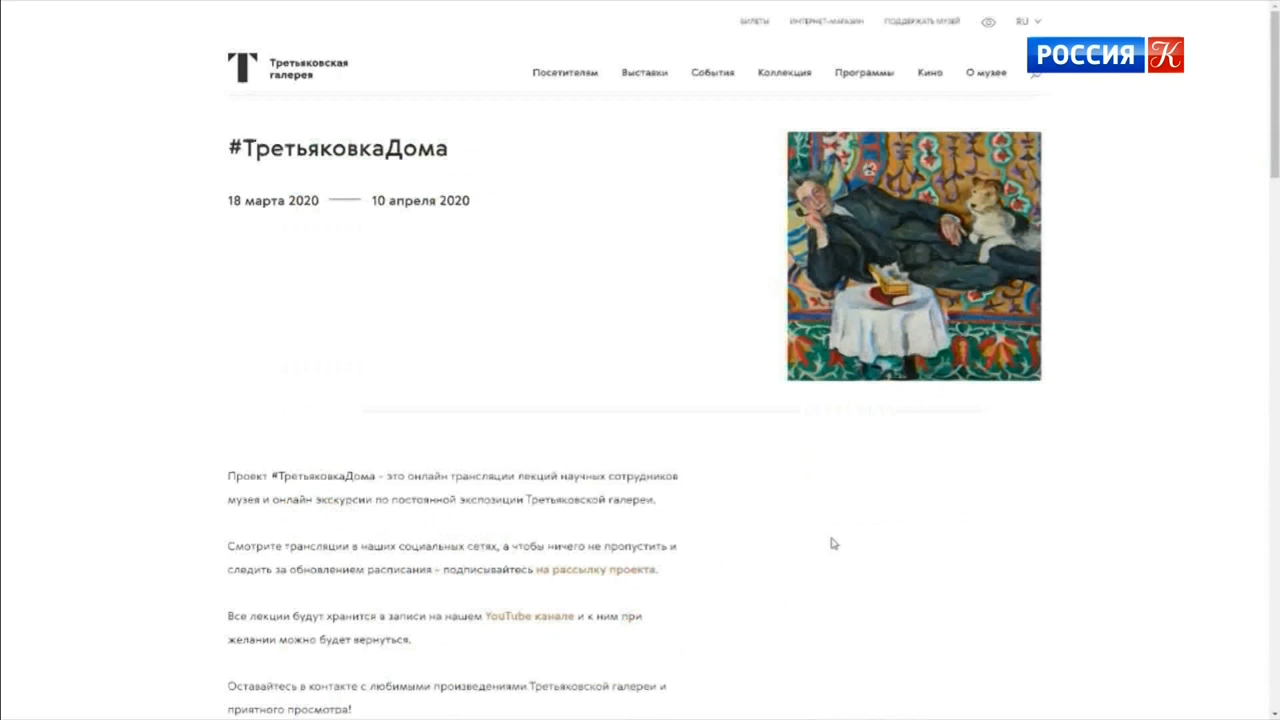 БИЛЕТЫ ИНТЕРНЕТ-МАГАЗИН ПОДДЕРЖАТЬ МУЗЕЙ RU
РОССИЯ К
Третьяковская
галерея
Посетителям Выставки События Коллекция Программы Кино О музее
#ТретьяковкаДома
18 марта 2020 — 10 апреля 2020
Проект #ТретьяковкаДома - это онлайн трансляции лекций научных сотрудников
музея и онлайн экскурсии по постоянной экспозиции Третьяковской галереи.
Смотрите трансляции в наших социальных сетях, а чтобы ничего не пропустить и
следить за обновлением расписания - подписывайтесь на рассылку проекта.
Все лекции будут хранится в записи на нашем YouTube канале и к ним при
желании можно будет вернуться.
Оставайтесь в контакте с любимыми произведениями Третьяковской галереи и
приятного просмотра!